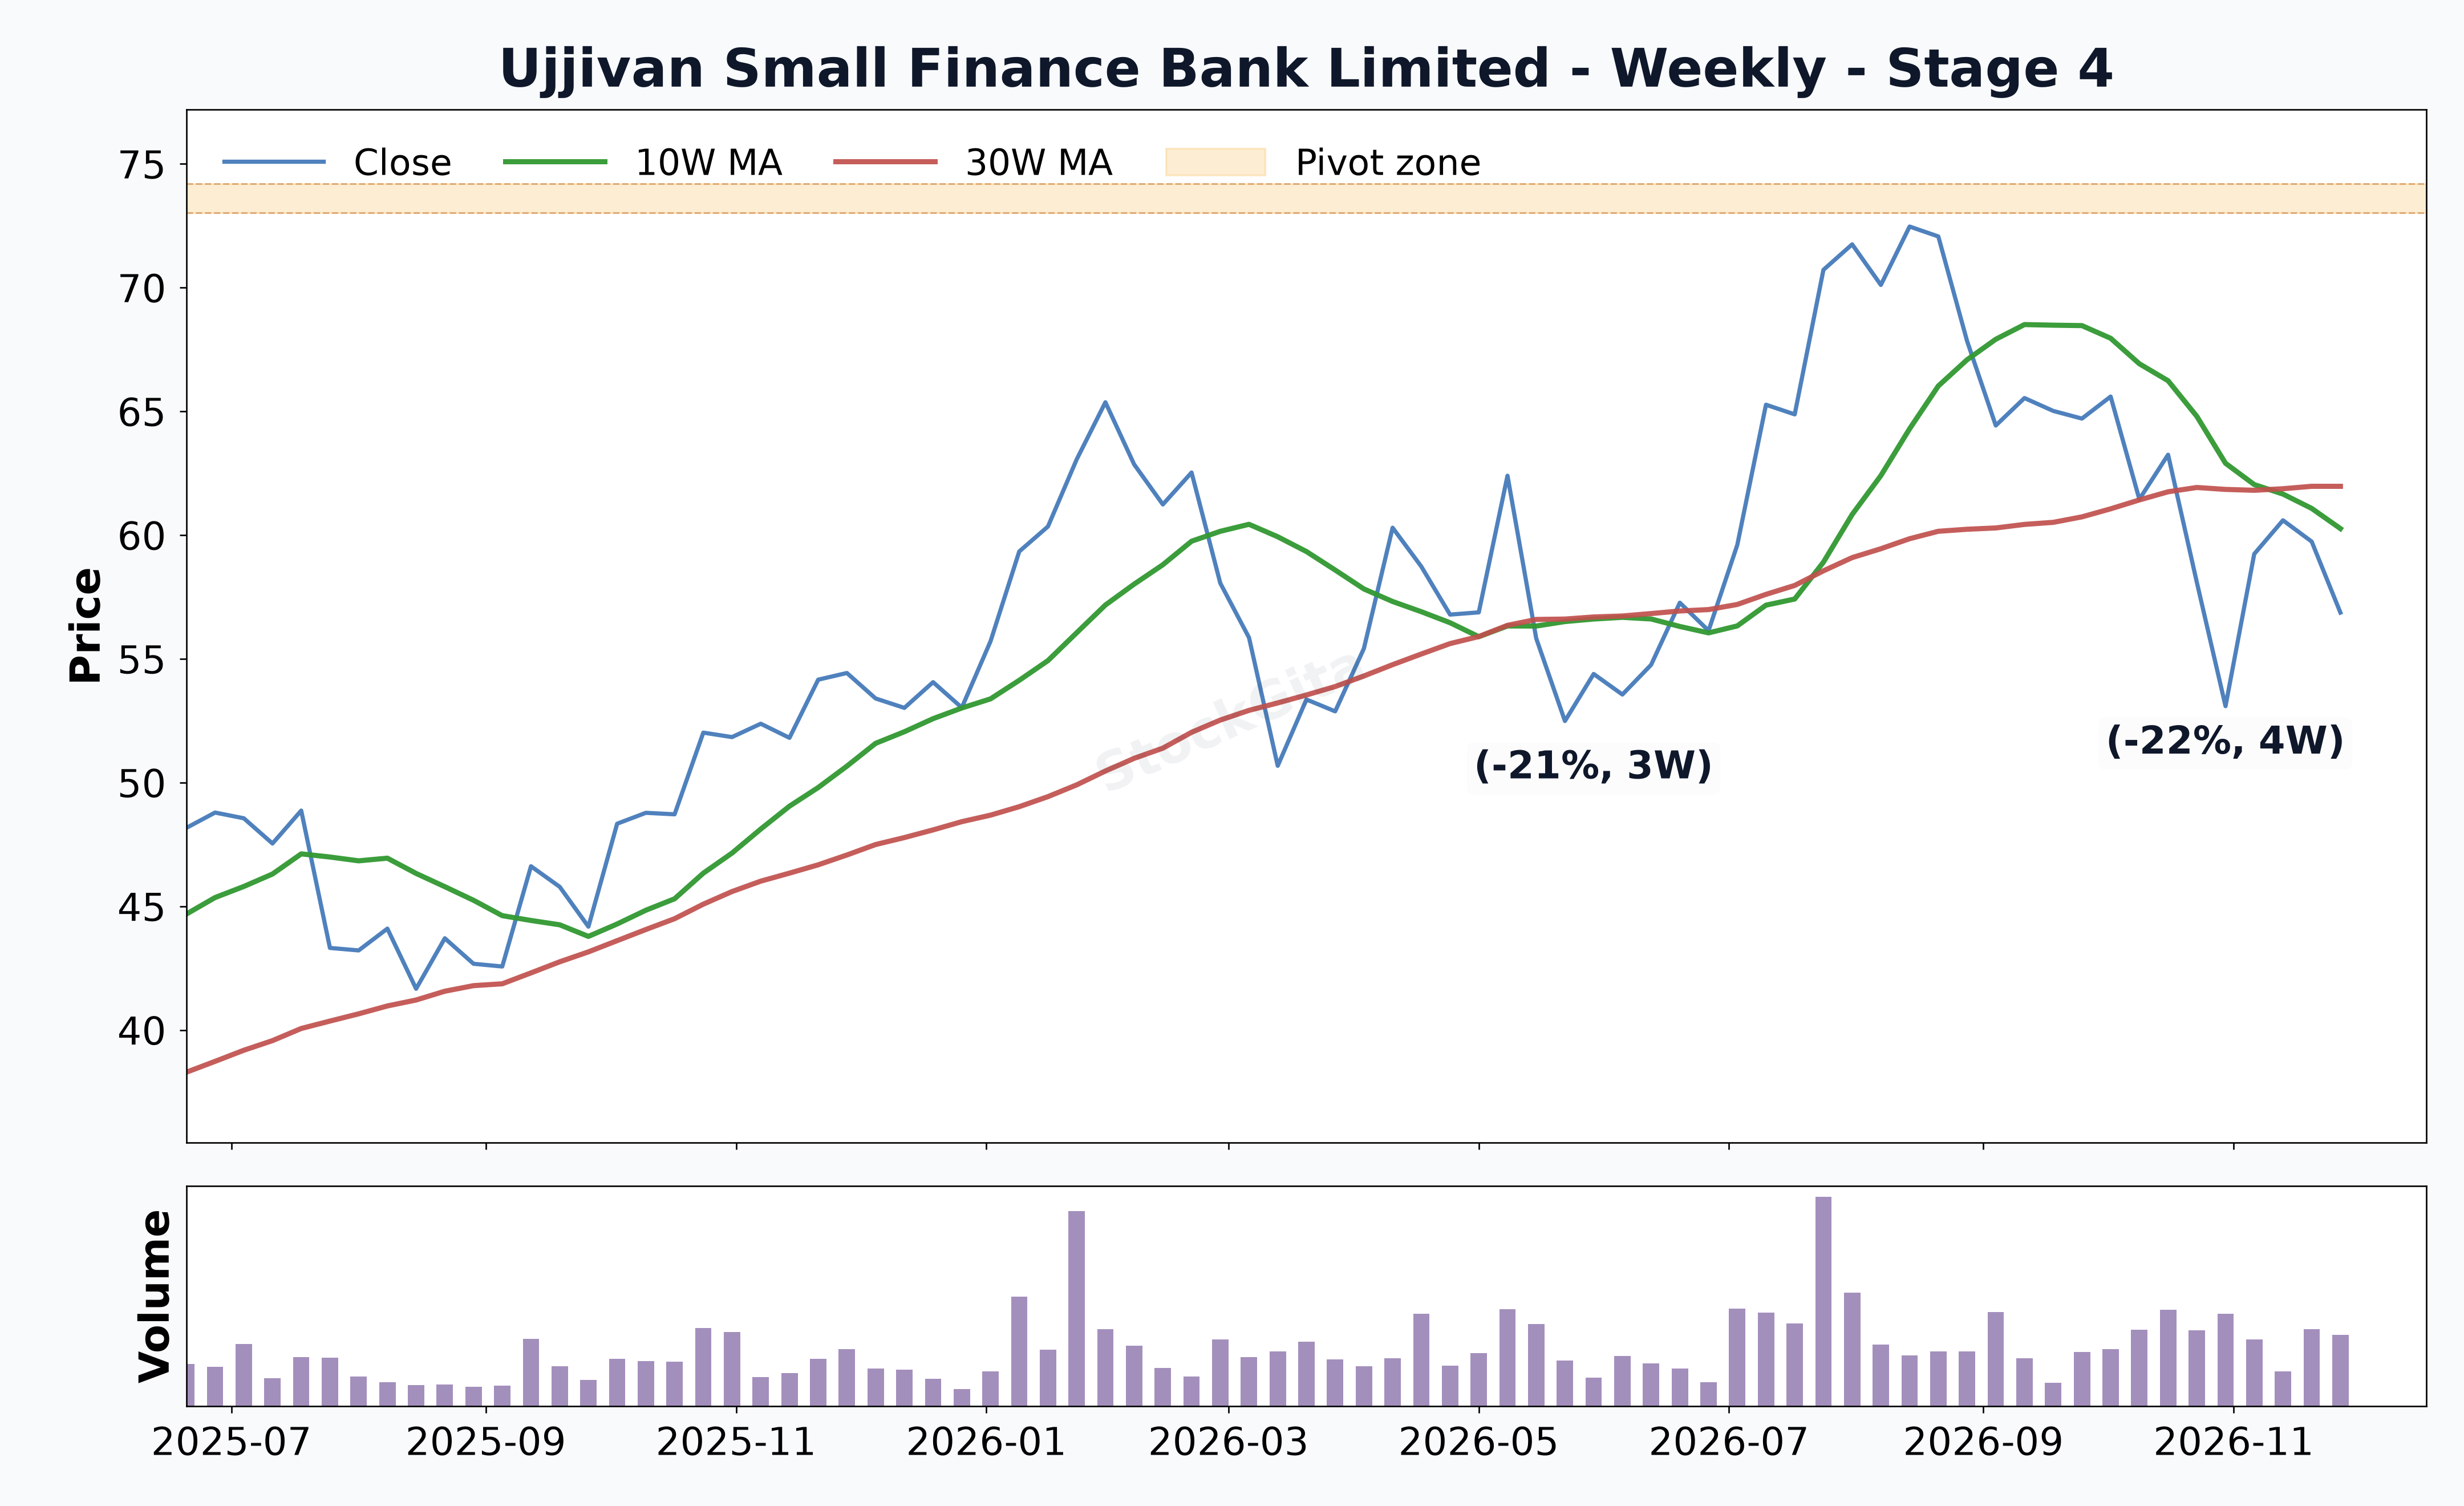 Ujjivan Small Finance Bank Limited - Weekly - Stage 4
Close 10W MA 30W MA Pivot zone
75
70
65
60
55
50
45
40
Price
StockGita
(-21%, 3W)
(-22%, 4W)
Volume
2025-07 2025-09 2025-11 2026-01 2026-03 2026-05 2026-07 2026-09 2026-11